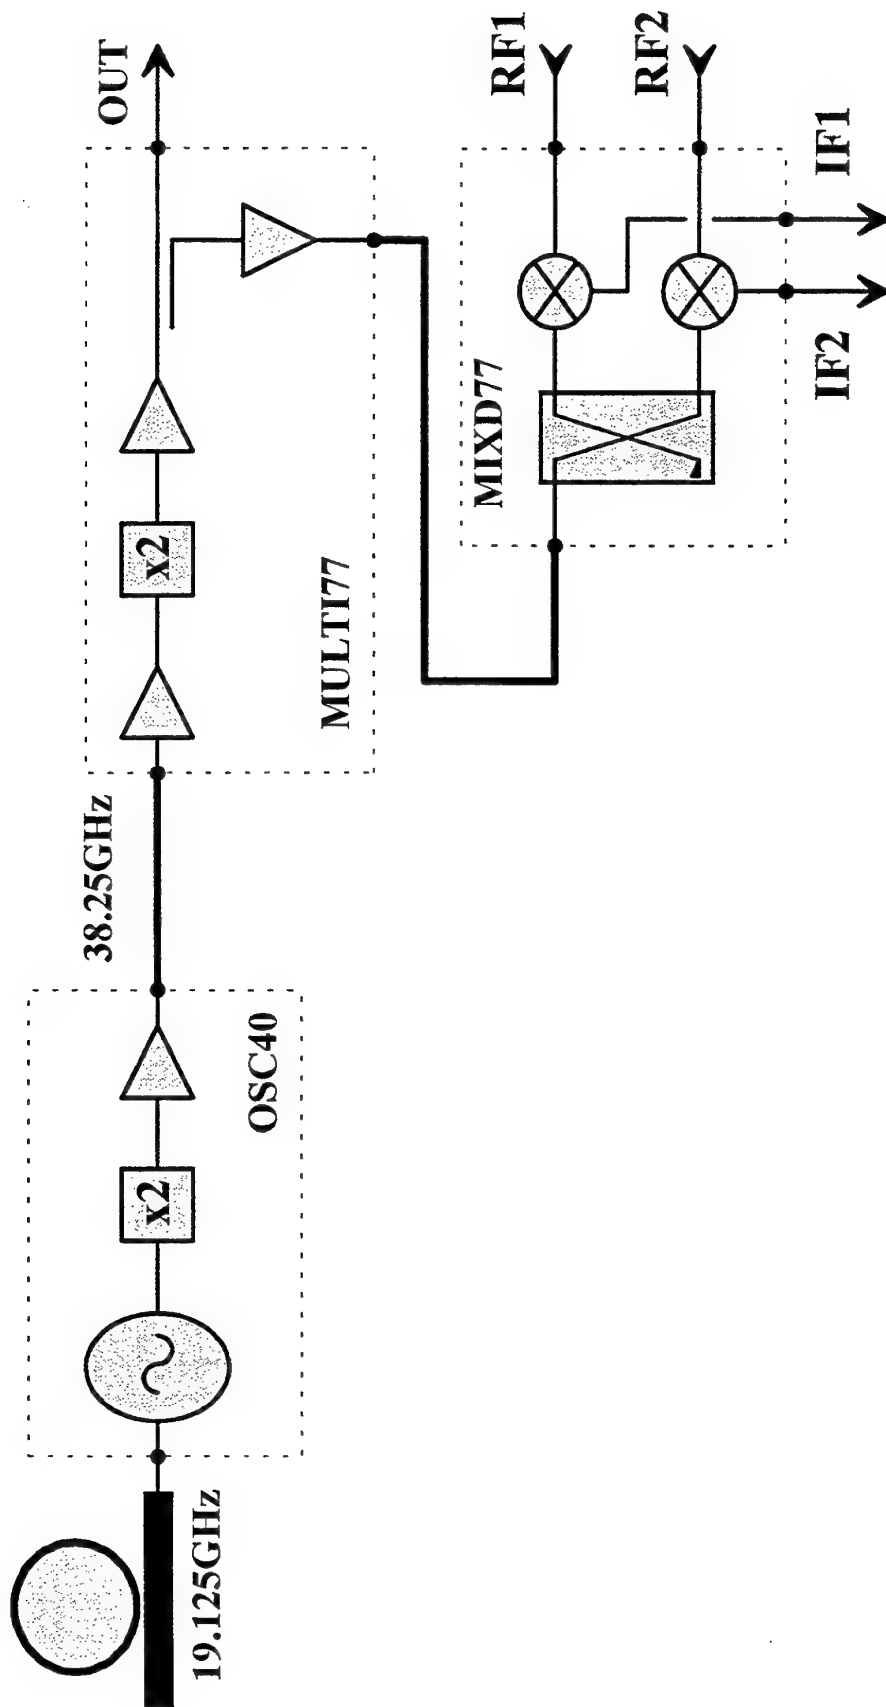 19.125GHz
x2
OSC40
38.25GHz
x2
MULTI77
OUT
MIXD77
RF1
RF2
IF2
IF1